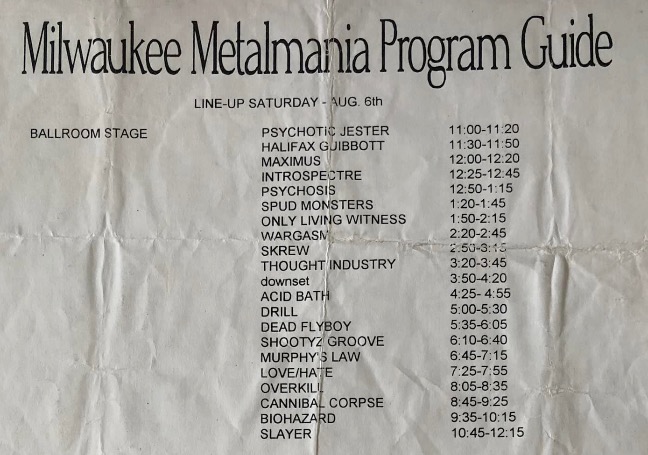 Milwaukee Metalmania Program Guide
LINE-UP SATURDAY - AUG. 6th
BALLROOM STAGE PSYCHOTIC JESTER 11:00-11:20
HALIFAX GUIBBOTT 11:30-11:50
MAXIMUS 12:00-12:20
INTROSPECTRE 12:25-12:45
PSYCHOSIS 12:50-1:15
SPUD MONSTERS 1:20-1:45
ONLY LIVING WITNESS 1:50-2:15
WARGASM 2:20-2:45
SKREW 2:50-3:15
THOUGHT INDUSTRY 3:20-3:45
downset 3:50-4:20
ACID BATH 4:25- 4:55
DRILL 5:00-5:30
DEAD FLYBOY 5:35-6:05
SHOOTYZ GROOVE 6:10-6:40
MURPHY'S LAW 6:45-7:15
LOVE/HATE 7:25-7:55
OVERKILL 8:05-8:35
CANNIBAL CORPSE 8:45-9:25
BIOHAZARD 9:35-10:15
SLAYER 10:45-12:15